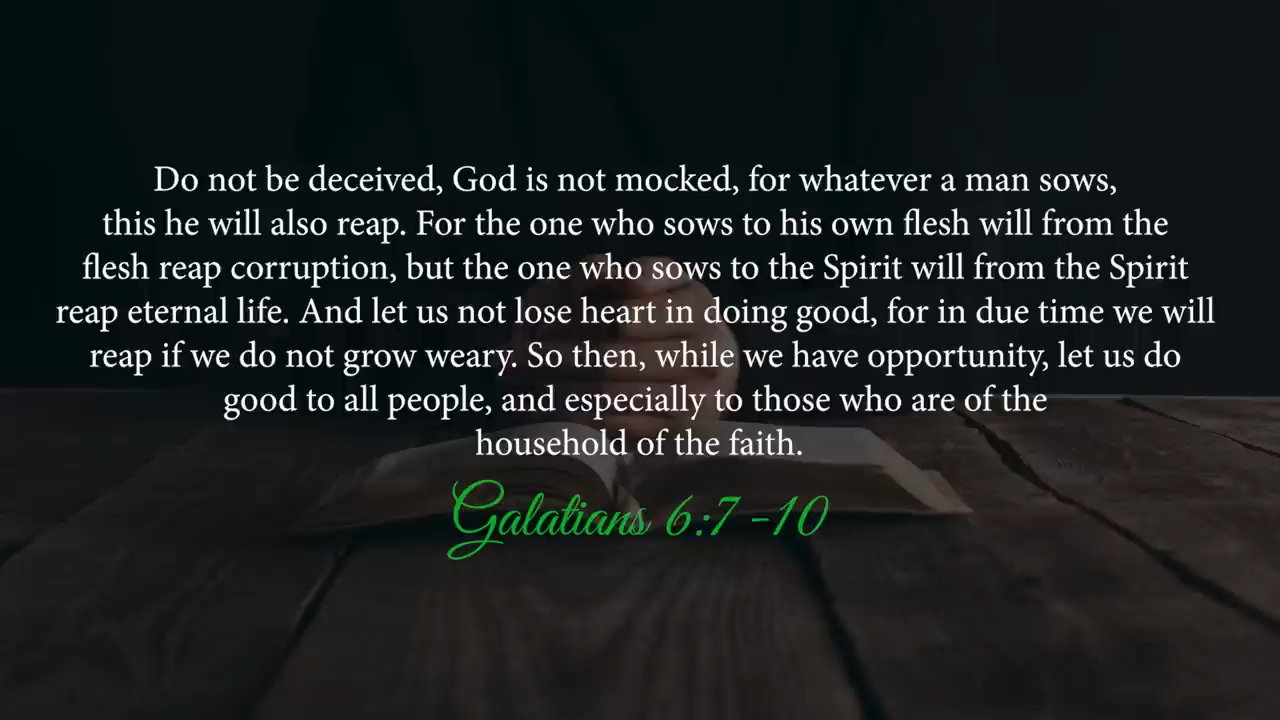 Do not be deceived, God is not mocked, for whatever a man sows,
this he will also reap. For the one who sows to his own flesh will from the
flesh reap corruption, but the one who sows to the Spirit will from the Spirit
reap eternal life. And let us not lose heart in doing good, for in due time we will
reap if we do not grow weary. So then, while we have opportunity, let us do
good to all people, and especially to those who are of the
household of the faith.
Galatians 6:7 -10